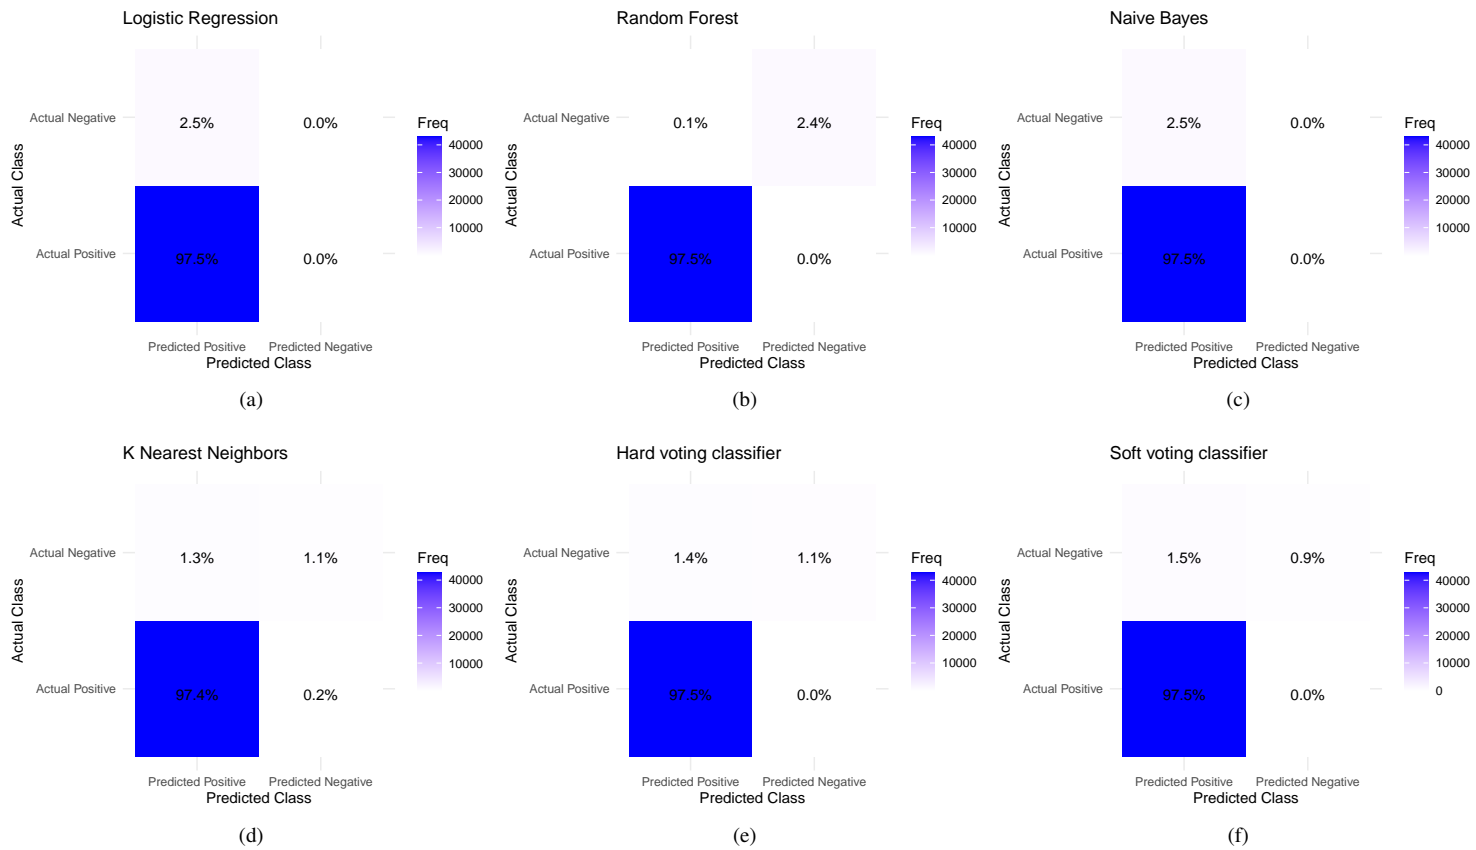 Logistic Regression
Actual Negative
Actual Positive
2.5%
0.0%
97.5%
0.0%
Predicted Positive
Predicted Negative
Predicted Class
Actual Class
Freq
40000
30000
20000
10000
(a)
Random Forest
0.1%
2.4%
97.5%
0.0%
Actual Negative
Actual Positive
Predicted Positive
Predicted Negative
Predicted Class
Actual Class
Freq
40000
30000
20000
10000
(b)
Naive Bayes
Actual Negative
Actual Positive
2.5%
0.0%
97.5%
0.0%
Predicted Positive
Predicted Negative
Predicted Class
Actual Class
Freq
40000
30000
20000
10000
(c)
K Nearest Neighbors
Actual Negative
Actual Positive
1.3%
1.1%
97.4%
0.2%
Predicted Positive
Predicted Negative
Predicted Class
Actual Class
Freq
40000
30000
20000
10000
(d)
Hard voting classifier
Actual Negative
Actual Positive
1.4%
1.1%
97.5%
0.0%
Predicted Positive
Predicted Negative
Predicted Class
Actual Class
Freq
40000
30000
20000
10000
(e)
Soft voting classifier
Actual Negative
Actual Positive
1.5%
0.9%
97.5%
0.0%
Predicted Positive
Predicted Negative
Predicted Class
Actual Class
Freq
40000
30000
20000
10000
0
(f)